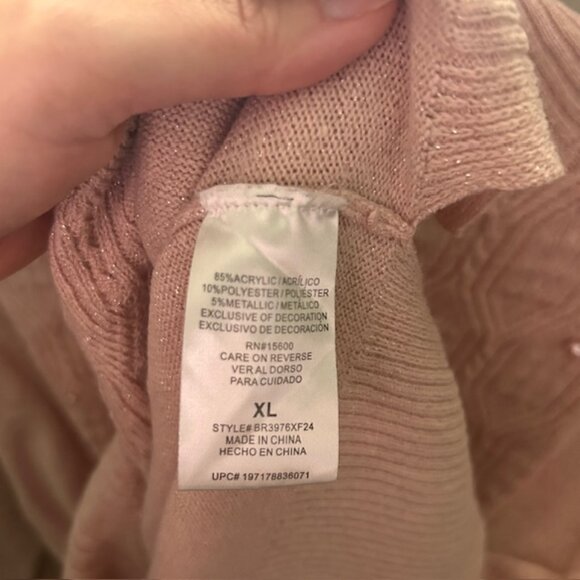 85%ACRYLIC/ACRÍLICO
10%POLYESTER/POLIÉSTER
5%METALLIC/METÁLICO
EXCLUSIVE OF DECORATION
EXCLUSIVO DE DECORACIÓN
RN#15600
CARE ON REVERSE
VER AL DORSO
PARA CUIDADO
XL
STYLE# BR3976XF24
MADE IN CHINA
HECHO EN CHINA
UPC# 197178836071